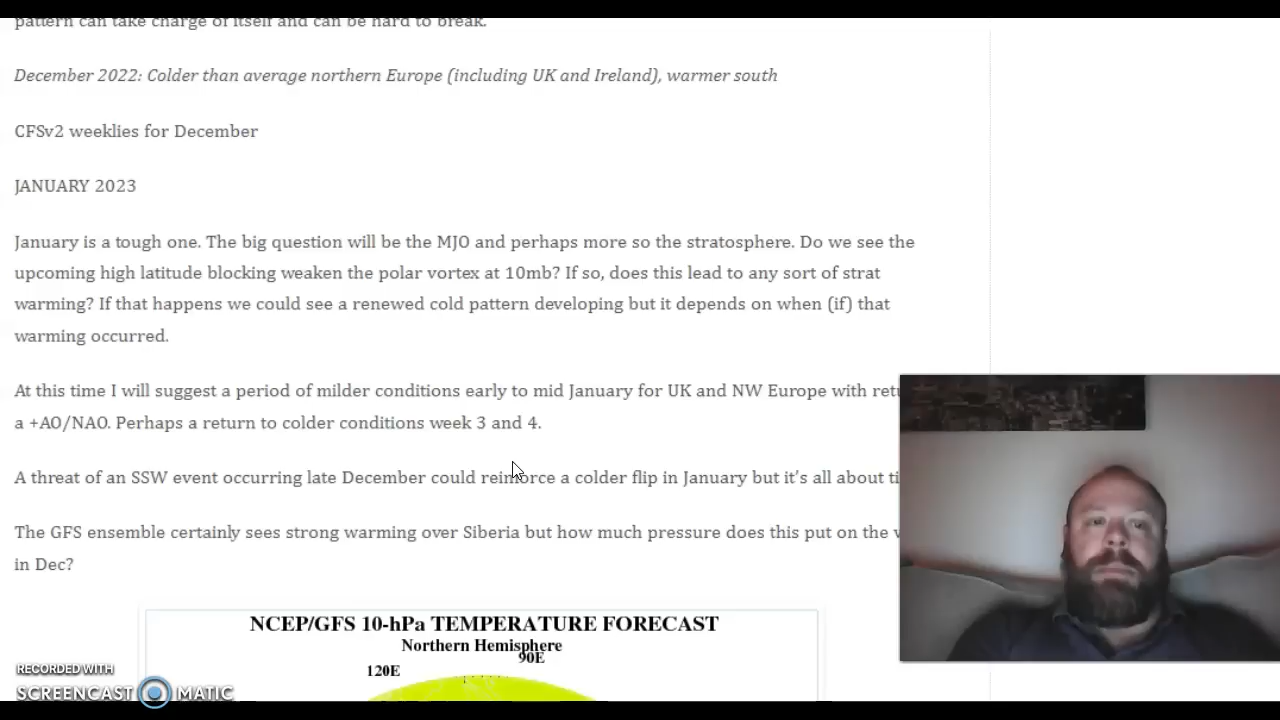 pattern can take charge of itself and can be hard to break.
December 2022: Colder than average northern Europe (including UK and Ireland), warmer south
CFSv2 weeklies for December
JANUARY 2023
January is a tough one. The big question will be the MJO and perhaps more so the stratosphere. Do we see the
upcoming high latitude blocking weaken the polar vortex at 10mb? If so, does this lead to any sort of strat
warming? If that happens we could see a renewed cold pattern developing but it depends on when (if) that
warming occurred.
At this time I will suggest a period of milder conditions early to mid January for UK and NW Europe with
a +AO/NAO. Perhaps a return to colder conditions week 3 and 4.
A threat of an SSW event occurring late December could reinforce a colder flip in January but it's all about
The GFS ensemble certainly sees strong warming over Siberia but how much pressure does this put on the
in Dec?
NCEP/GFS 10-hPa TEMPERATURE FORECAST
Northern Hemisphere
90E
120E
RECORDED WITH
SCREENCAST MATIC